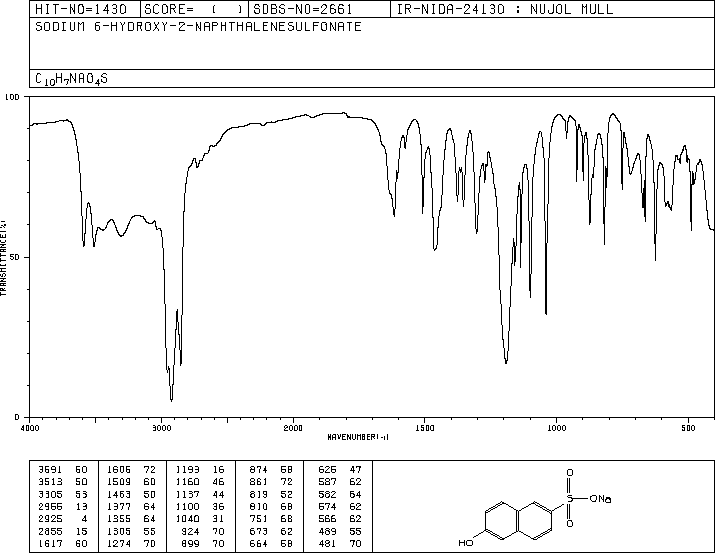 HIT-NO=1430 SCORE= ( ) SDBS-NO=2661 IR-NIDA-24130 : NUJOL MULL
SODIUM 6-HYDROXY-2-NAPHTHALENESULFONATE
C10H7NAO4S
100
50
0
TRANSMITTANCE(%)
4000 3000 2000 1500 1000 500
WAVENUMBER(-1)
3591 50 1606 72 1193 16 874 58 626 47
3513 50 1509 60 1160 46 861 72 587 62
3305 53 1463 50 1137 44 819 52 582 64
2955 13 1377 64 1100 36 810 68 574 62
2925 4 1355 64 1040 31 751 68 566 62
2855 15 1305 55 924 70 673 62 489 55
1617 60 1274 70 899 70 664 58 481 70
O
S
ONa
O
HO